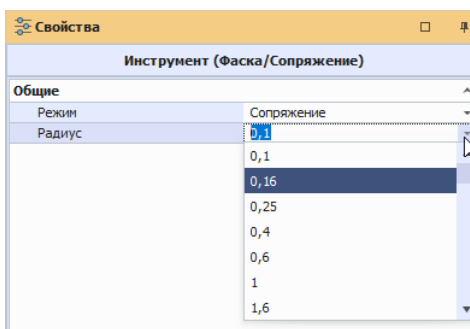 Свойства
Инструмент (Фаска/Сопряжение)
Общие
Режим Сопряжение
Радиус 0,1
0,1
0,16
0,25
0,4
0,6
1
1,6